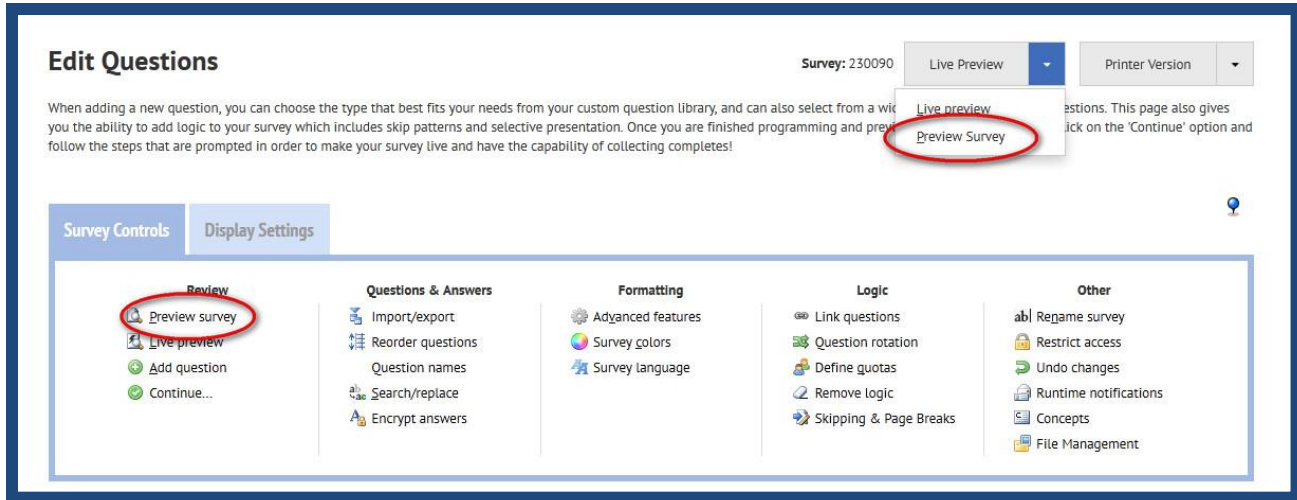 Edit Questions
Survey: 230090
Live Preview
Printer Version
When adding a new question, you can choose the type that best fits your needs from your custom question library, and can also select from a wi estions. This page also gives
you the ability to add logic to your survey which includes skip patterns and selective presentation. Once you are finished programming and prev ick on the 'Continue' option and
follow the steps that are prompted in order to make your survey live and have the capability of collecting completes!
Live preview
Preview Survey
Survey Controls
Display Settings
Review
Preview survey
Live preview
Add question
Continue...
Questions & Answers
Import/export
Reorder questions
Question names
Search/replace
Encrypt answers
Formatting
Advanced features
Survey colors
Survey language
Logic
Link questions
Question rotation
Define quotas
Remove logic
Skipping & Page Breaks
Other
Rename survey
Restrict access
Undo changes
Runtime notifications
Concepts
File Management